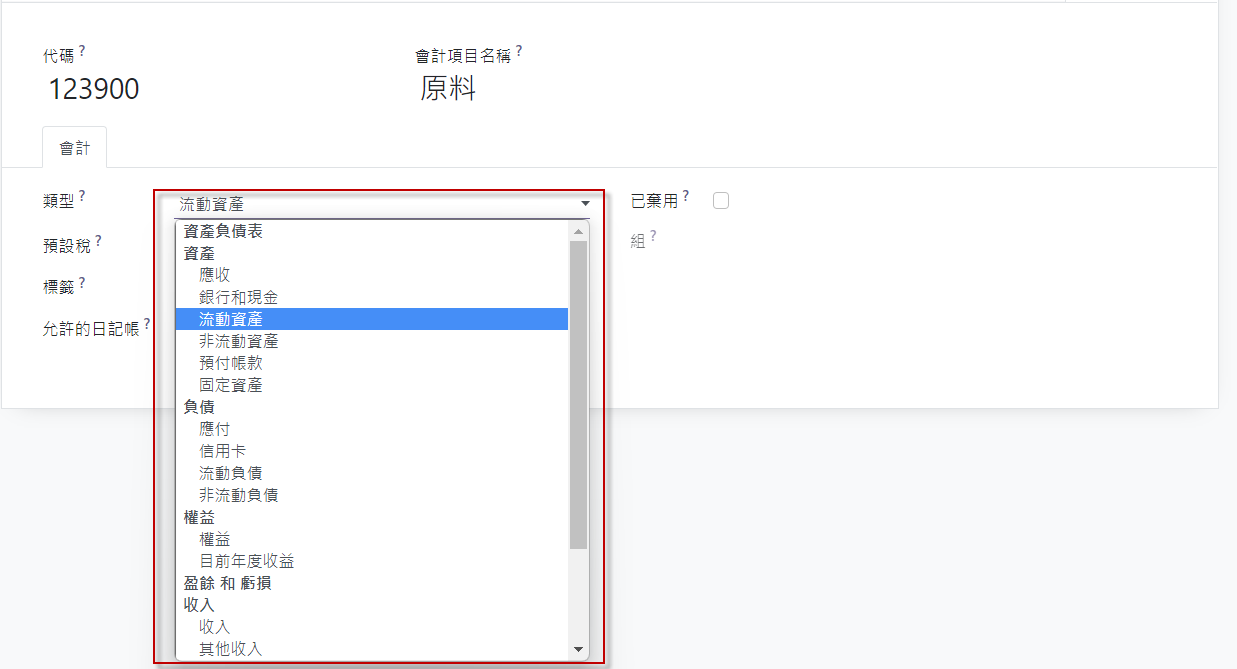 代碼?
會計項目名稱?
123900
原料
會計
類型?
流動資產
已棄用?
預設稅?
組?
標籤?
允許的日記帳?
資產負債表
資產
應收
銀行和現金
流動資產
非流動資產
預付帳款
固定資產
負債
應付
信用卡
流動負債
非流動負債
權益
權益
目前年度收益
盈餘 和 虧損
收入
收入
其他收入